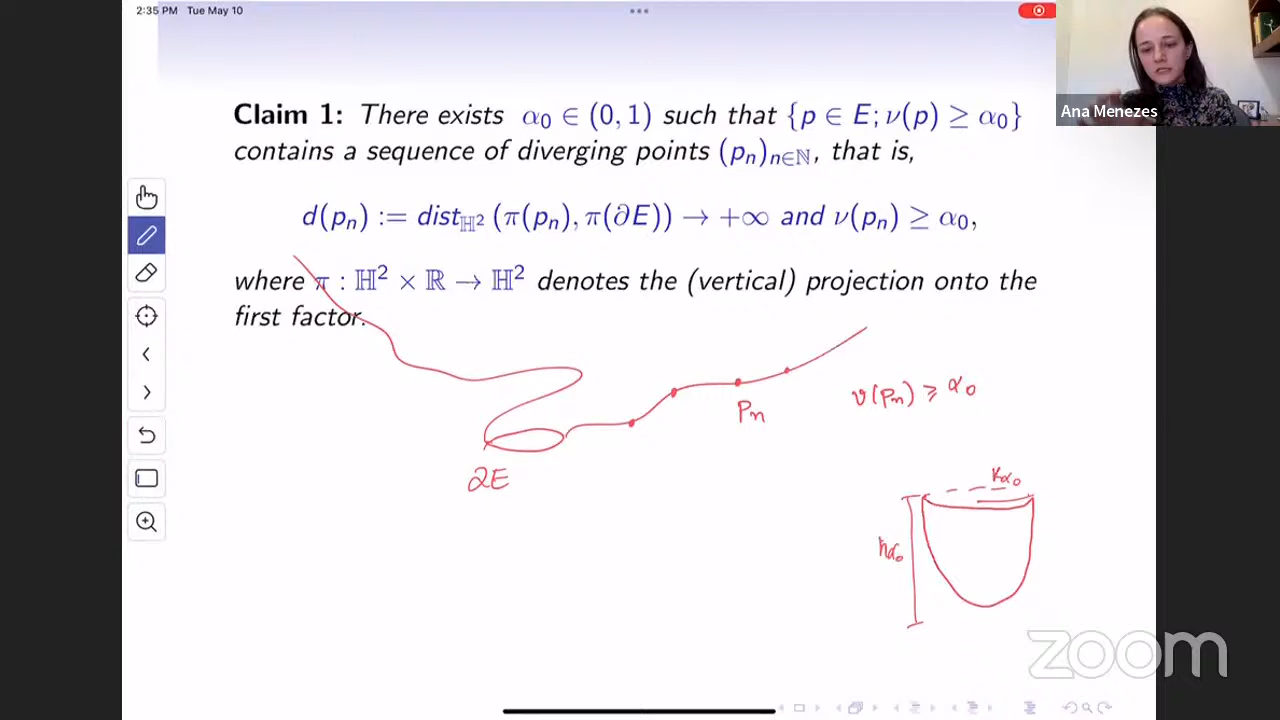 2:35 PM Tue May 10
Ana Menezes
Claim 1: There exists α₀ ∈ (0, 1) such that {p ∈ E; ν(p) ≥ α₀}
contains a sequence of diverging points (pₙ)ₙ∈ℕ, that is,
d(pₙ) := dist_ℍ² (π(pₙ), π(∂E)) → +∞ and ν(pₙ) ≥ α₀,
where π : ℍ² × ℝ → ℍ² denotes the (vertical) projection onto the
first factor.
ν(pₙ) ≥ α₀
pₙ
∂E
hα₀
zoom